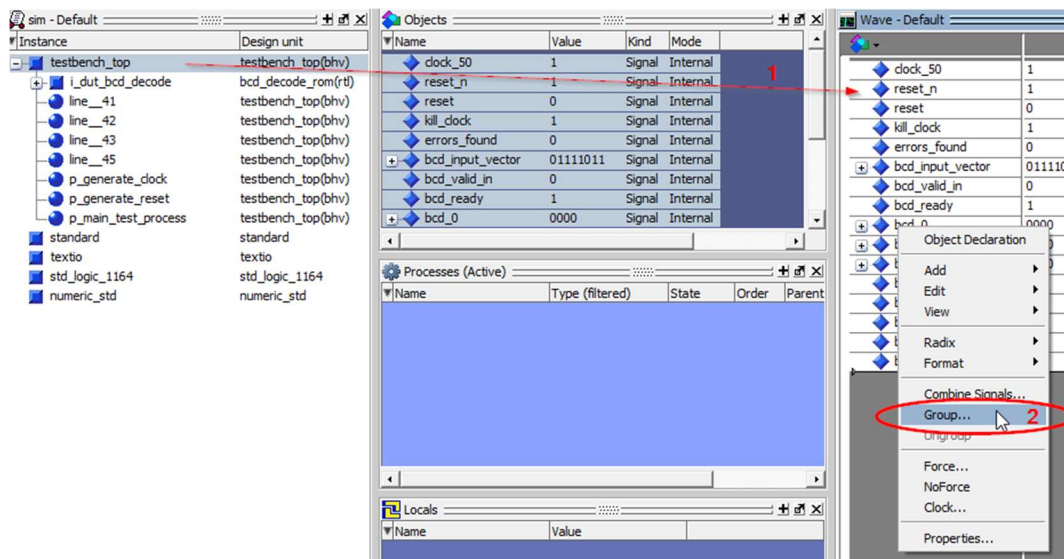 sim - Default
Instance Design unit
testbench_top testbench_top(bhv)
i_dut_bcd_decode bcd_decode_rom(rtl)
line__41 testbench_top(bhv)
line__42 testbench_top(bhv)
line__43 testbench_top(bhv)
line__45 testbench_top(bhv)
p_generate_clock testbench_top(bhv)
p_generate_reset testbench_top(bhv)
p_main_test_process testbench_top(bhv)
standard standard
textio textio
std_logic_1164 std_logic_1164
numeric_std numeric_std
Objects
Name Value Kind Mode
clock_50 1 Signal Internal
reset_n 1 Signal Internal
reset 0 Signal Internal
kill_clock 1 Signal Internal
errors_found 0 Signal Internal
bcd_input_vector 01111011 Signal Internal
bcd_valid_in 0 Signal Internal
bcd_ready 1 Signal Internal
bcd_0 0000 Signal Internal
1
Processes (Active)
Name Type (filtered) State Order Parent
Locals
Name Value
Wave - Default
clock_50 1
reset_n 1
reset 0
kill_clock 1
errors_found 0
bcd_input_vector 011110
bcd_valid_in 0
bcd_ready 1
bcd_0 0000
Object Declaration
Add
Edit
View
Radix
Format
Combine Signals...
Group... 2
Ungroup
Force...
NoForce
Clock...
Properties...